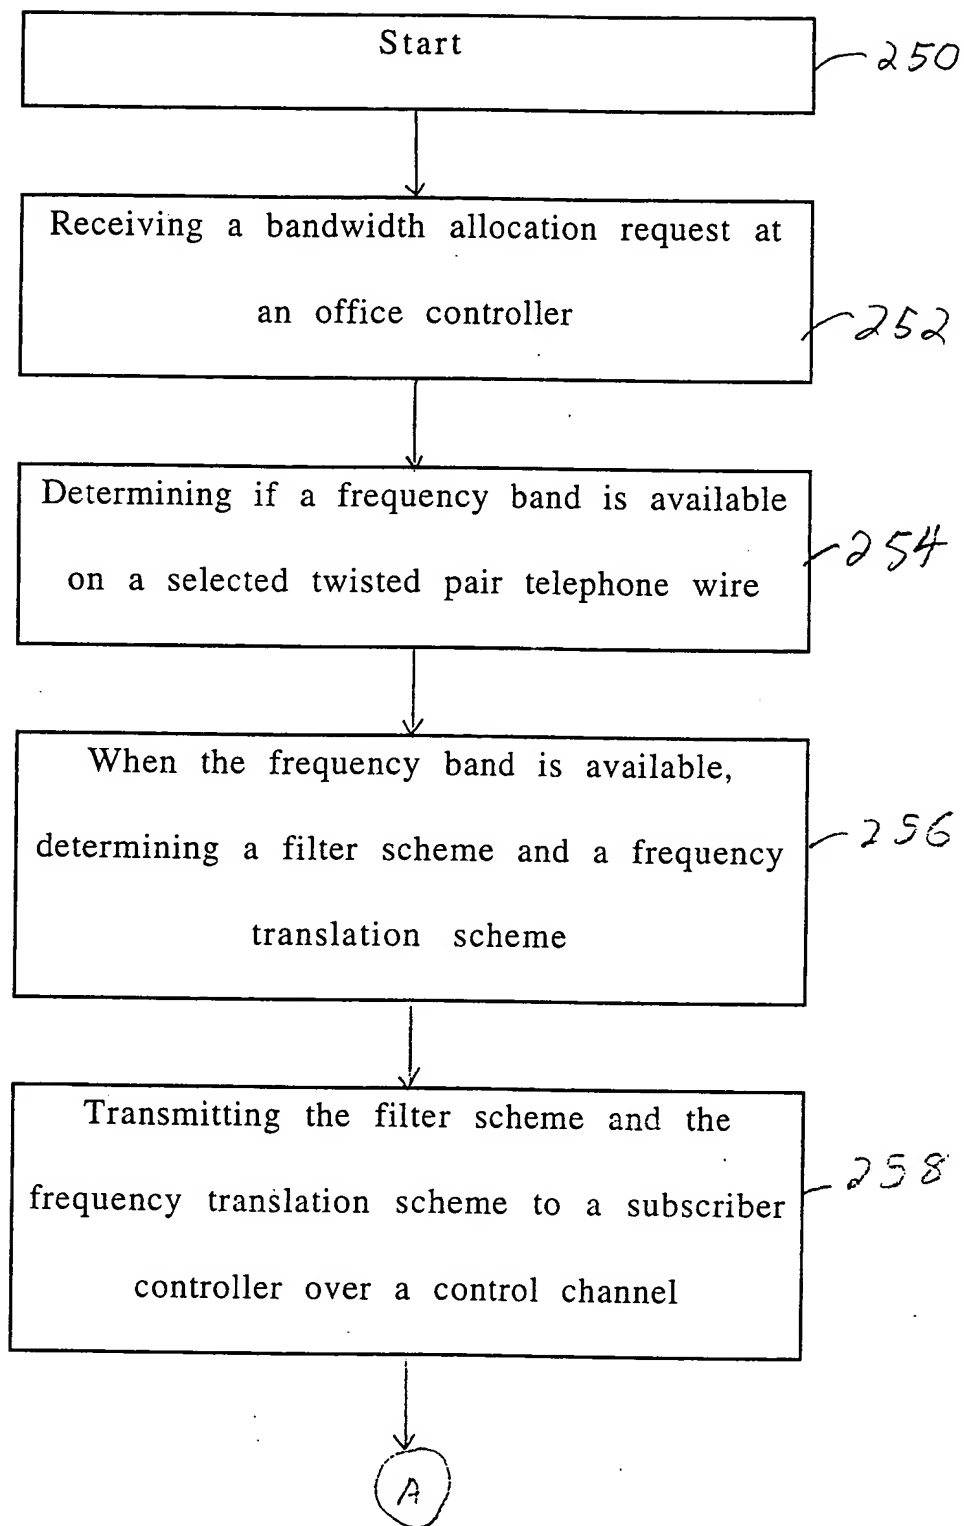 Start
250
Receiving a bandwidth allocation request at
an office controller
252
Determining if a frequency band is available
254
on a selected twisted pair telephone wire
When the frequency band is available,
determining a filter scheme and a frequency
256
translation scheme
Transmitting the filter scheme and the
258
frequency translation scheme to a subscriber
controller over a control channel
A